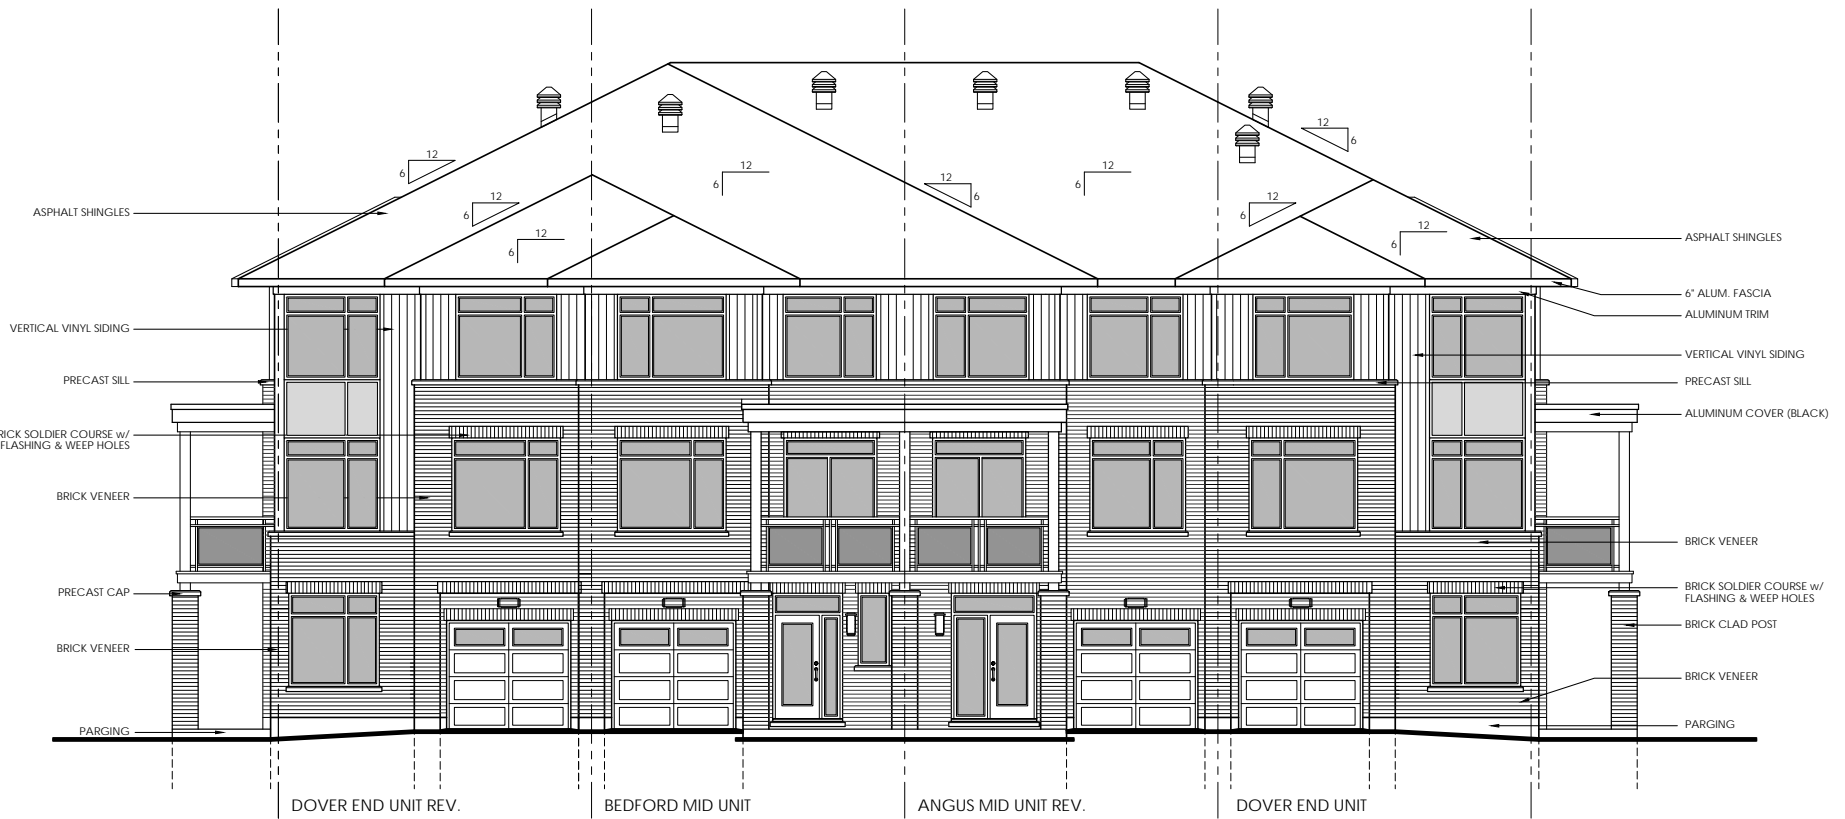 12
6
12
6
12
6
12
6
12
6
12
6
12
6
12
6
12
6
ASPHALT SHINGLES
VERTICAL VINYL SIDING
PRECAST SILL
RICK SOLDIER COURSE w/
FLASHING & WEEP HOLES
BRICK VENEER
PRECAST CAP
BRICK VENEER
PARGING
ASPHALT SHINGLES
6" ALUM. FASCIA
ALUMINUM TRIM
VERTICAL VINYL SIDING
PRECAST SILL
ALUMINUM COVER (BLACK)
BRICK VENEER
BRICK SOLDIER COURSE w/
FLASHING & WEEP HOLES
BRICK CLAD POST
BRICK VENEER
PARGING
DOVER END UNIT REV.
BEDFORD MID UNIT
ANGUS MID UNIT REV.
DOVER END UNIT